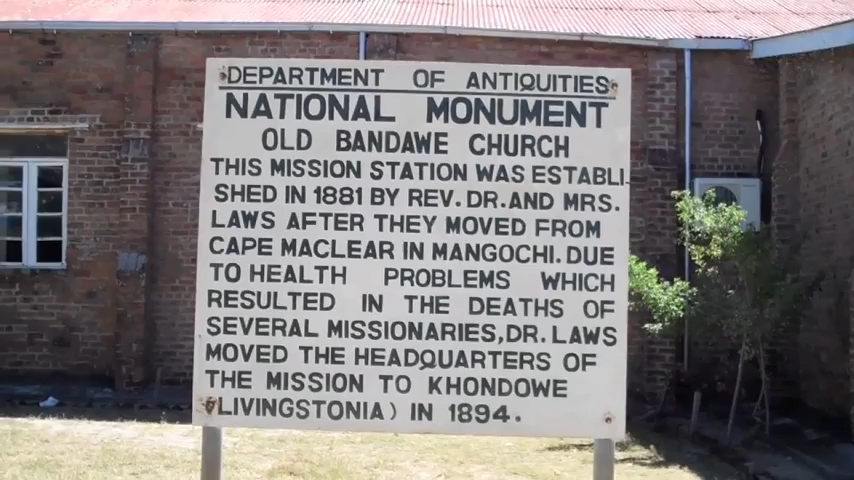 DEPARTMENT OF ANTIQUITIES
NATIONAL MONUMENT
OLD BANDAWE CHURCH
THIS MISSION STATION WAS ESTABLI
SHED IN 1881 BY REV. DR. AND MRS.
LAWS AFTER THEY MOVED FROM
CAPE MACLEAR IN MANGOCHI. DUE
TO HEALTH PROBLEMS WHICH
RESULTED IN THE DEATHS OF
SEVERAL MISSIONARIES, DR. LAWS
MOVED THE HEADQUARTERS OF
THE MISSION TO KHONDOWE
(LIVINGSTONIA) IN 1894.